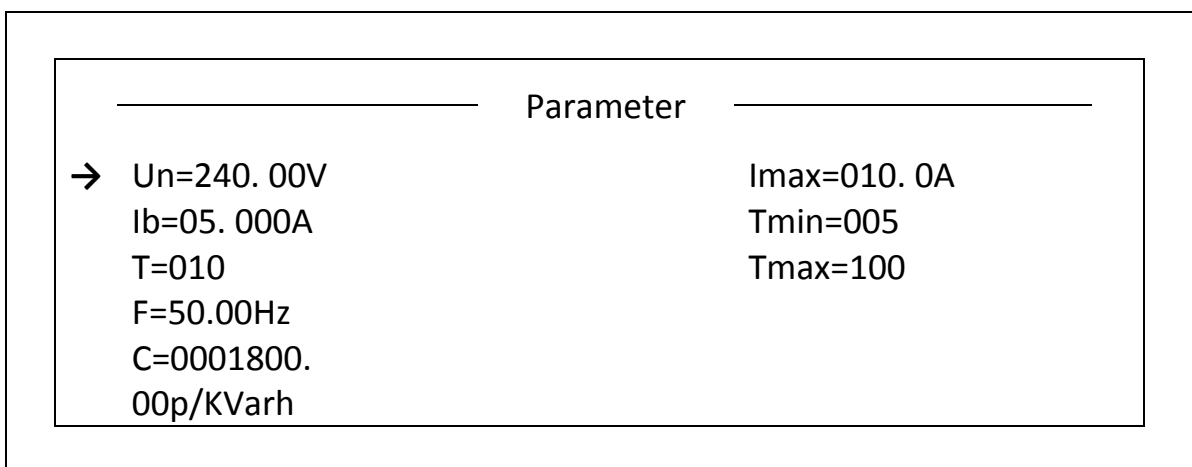 Parameter
→ Un=240. 00V
Imax=010. 0A
Ib=05. 000A
Tmin=005
T=010
Tmax=100
F=50.00Hz
C=0001800.
00p/KVarh